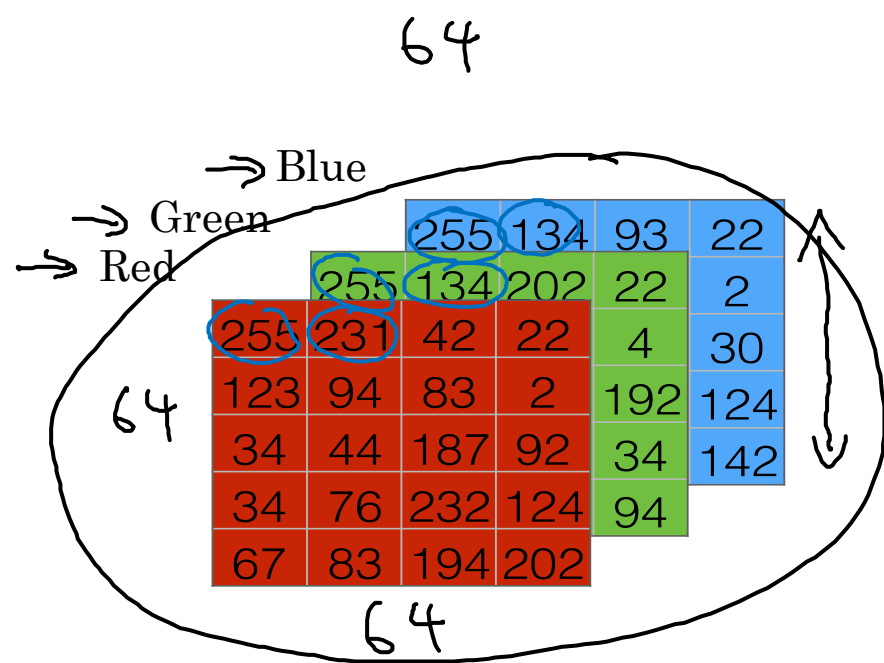 64
Blue
Green
Red
255 134 93 22
255 134 202 22 2
255 231 42 22 4 30
123 94 83 2 192 124
64
34 44 187 92 34 142
34 76 232 124 94
67 83 194 202
64